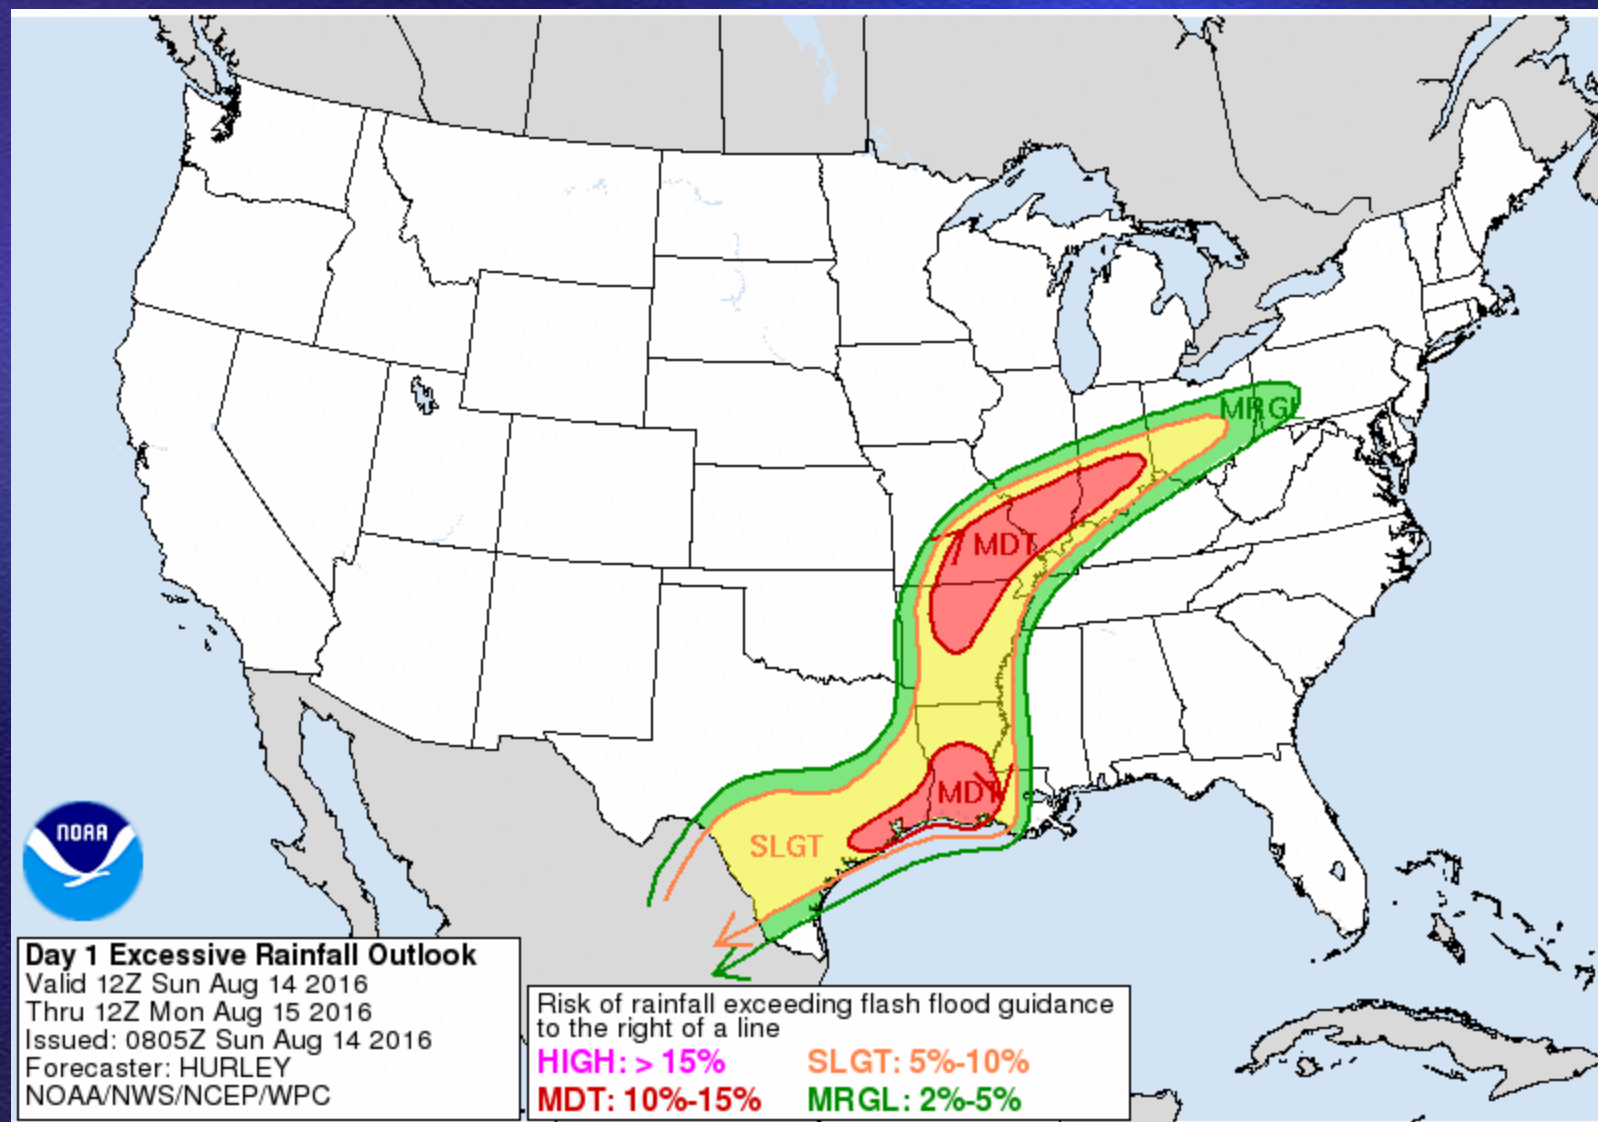 MRGL
MDT
MDT
SLGT
NOAA
Day 1 Excessive Rainfall Outlook
Valid 12Z Sun Aug 14 2016
Thru 12Z Mon Aug 15 2016
Issued: 0805Z Sun Aug 14 2016
Forecaster: HURLEY
NOAA/NWS/NCEP/WPC
Risk of rainfall exceeding flash flood guidance
to the right of a line
HIGH: > 15% SLGT: 5%-10%
MDT: 10%-15% MRGL: 2%-5%